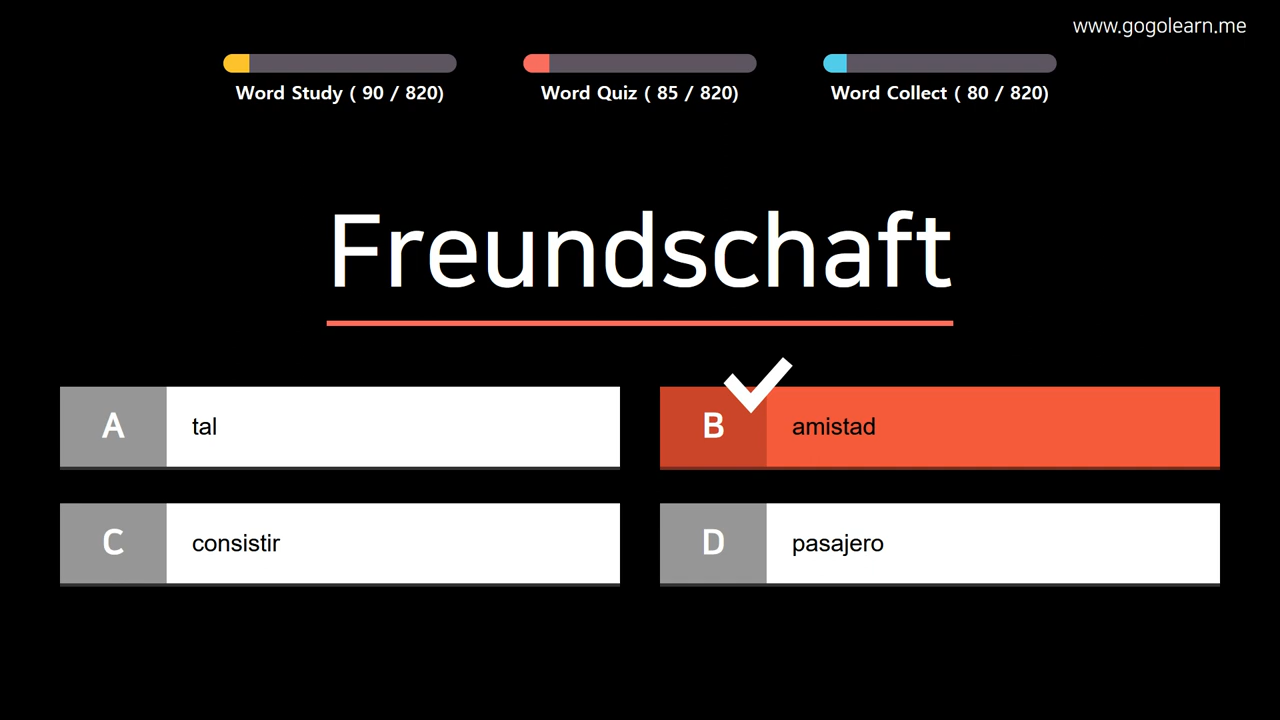 www.gogolearn.me
Word Study ( 90 / 820)
Word Quiz ( 85 / 820)
Word Collect ( 80 / 820)
Freundschaft
A tal
B amistad
C consistir
D pasajero